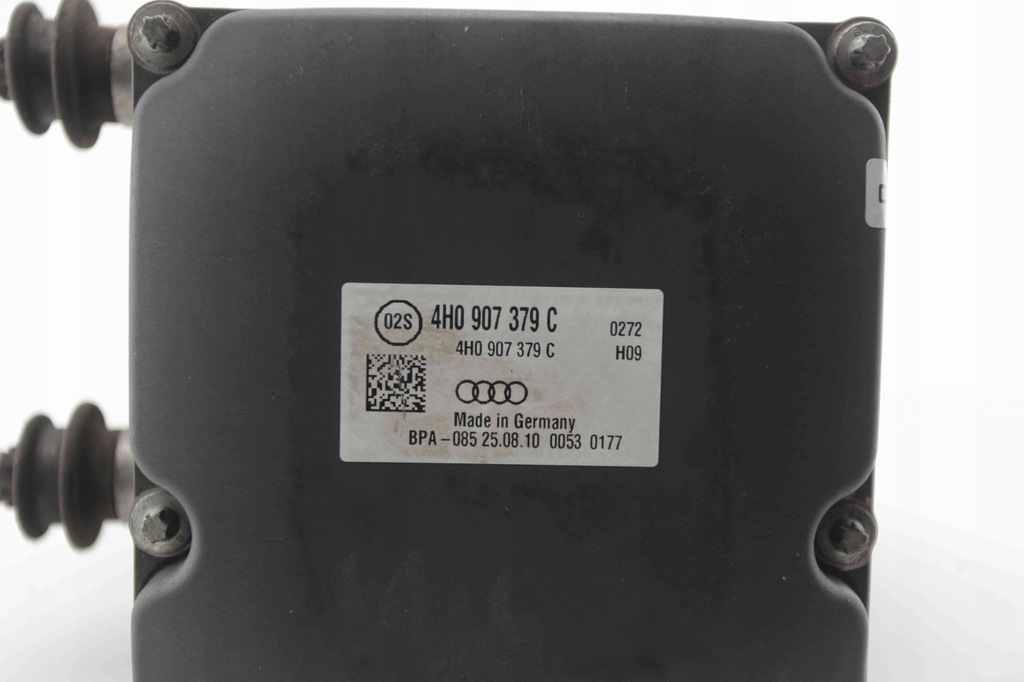 02S 4H0 907 379 C 0272
4H0 907 379 C H09
Made in Germany
BPA-085 25.08.10 0053 0177